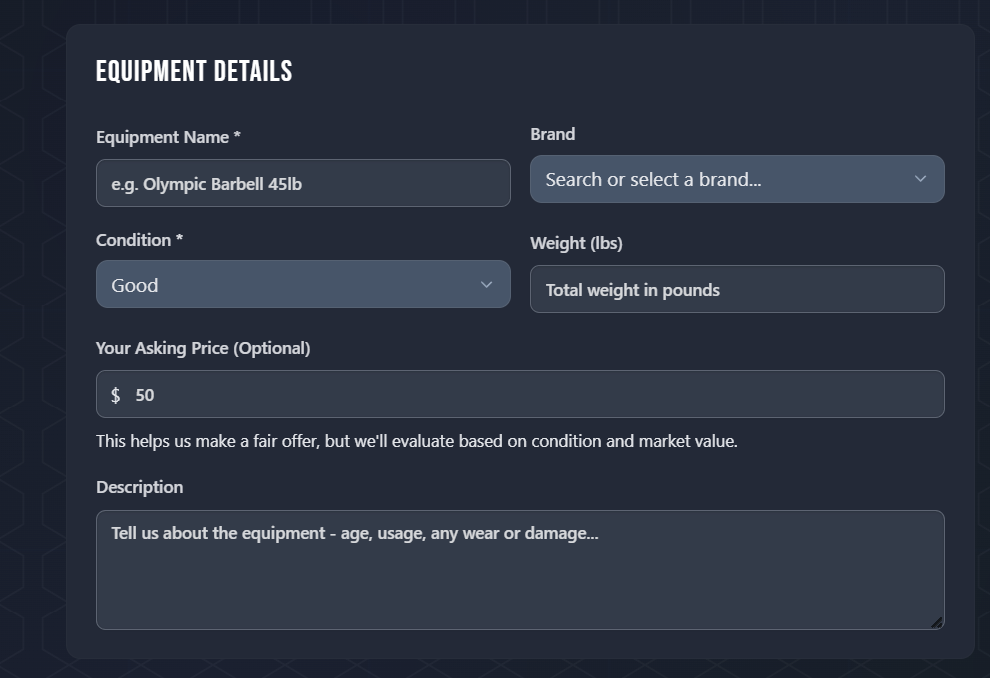 EQUIPMENT DETAILS
Equipment Name *
Brand
e.g. Olympic Barbell 45lb
Search or select a brand...
Condition *
Weight (lbs)
Good
Total weight in pounds
Your Asking Price (Optional)
$ 50
This helps us make a fair offer, but we'll evaluate based on condition and market value.
Description
Tell us about the equipment - age, usage, any wear or damage...